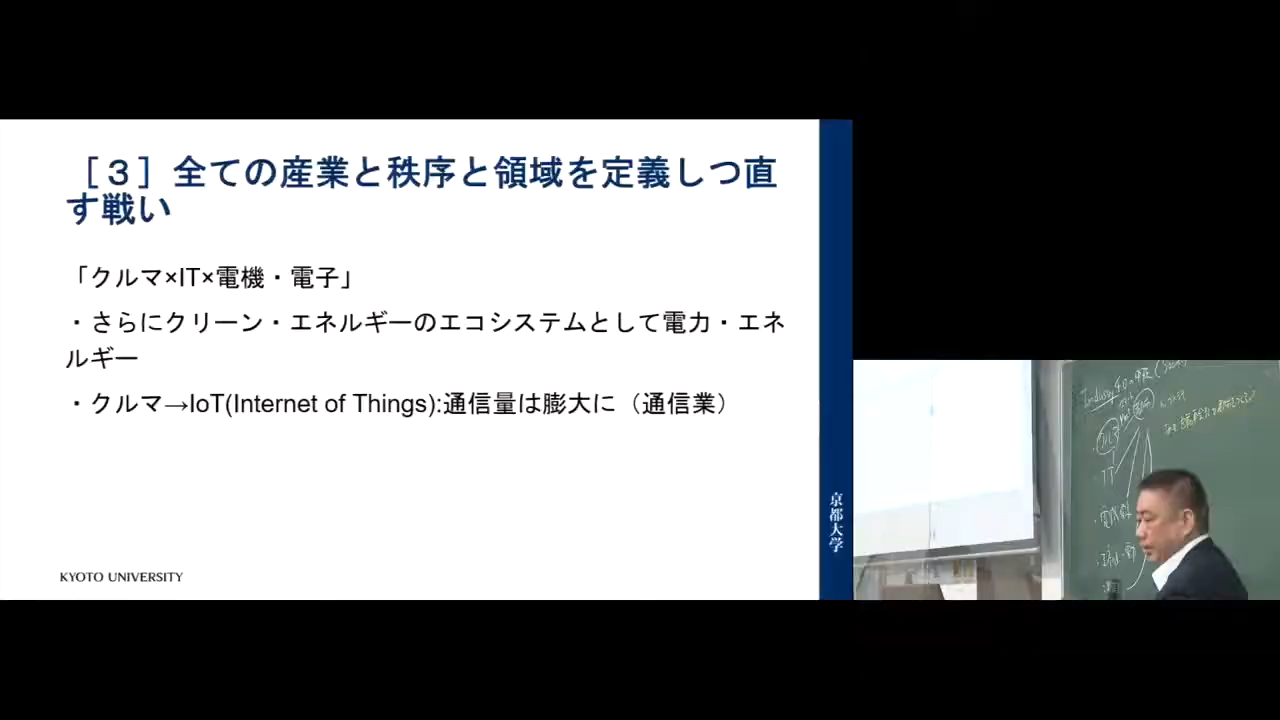 ［３］全ての産業と秩序と領域を定義しつ直
す戦い
「クルマ×IT×電機・電子」
・さらにクリーン・エネルギーのエコシステムとして電力・エネ
ルギー
・クルマ→IoT(Internet of Things):通信量は膨大に（通信業）
KYOTO UNIVERSITY
京都大学
Industry 4.0
IT